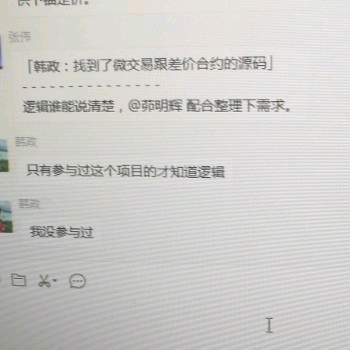 张伟
「韩政：找到了微交易跟差价合约的源码」
- - - - - - - - - - - - - - -
逻辑谁能说清楚，@茆明辉 配合整理下需求。
韩政
只有参与过这个项目的才知道逻辑
韩政
我没参与过